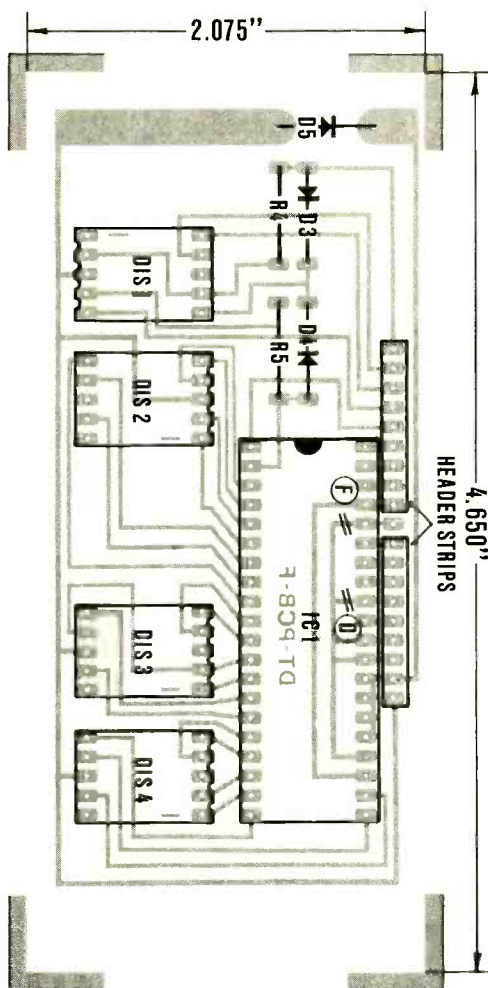 2.075"
D5
R4
D3
DIS 1
D4
R5
DIS 2
4.650"
HEADER STRIPS
F
IC1
DT-PCB-F
D
DIS 3
DIS 4